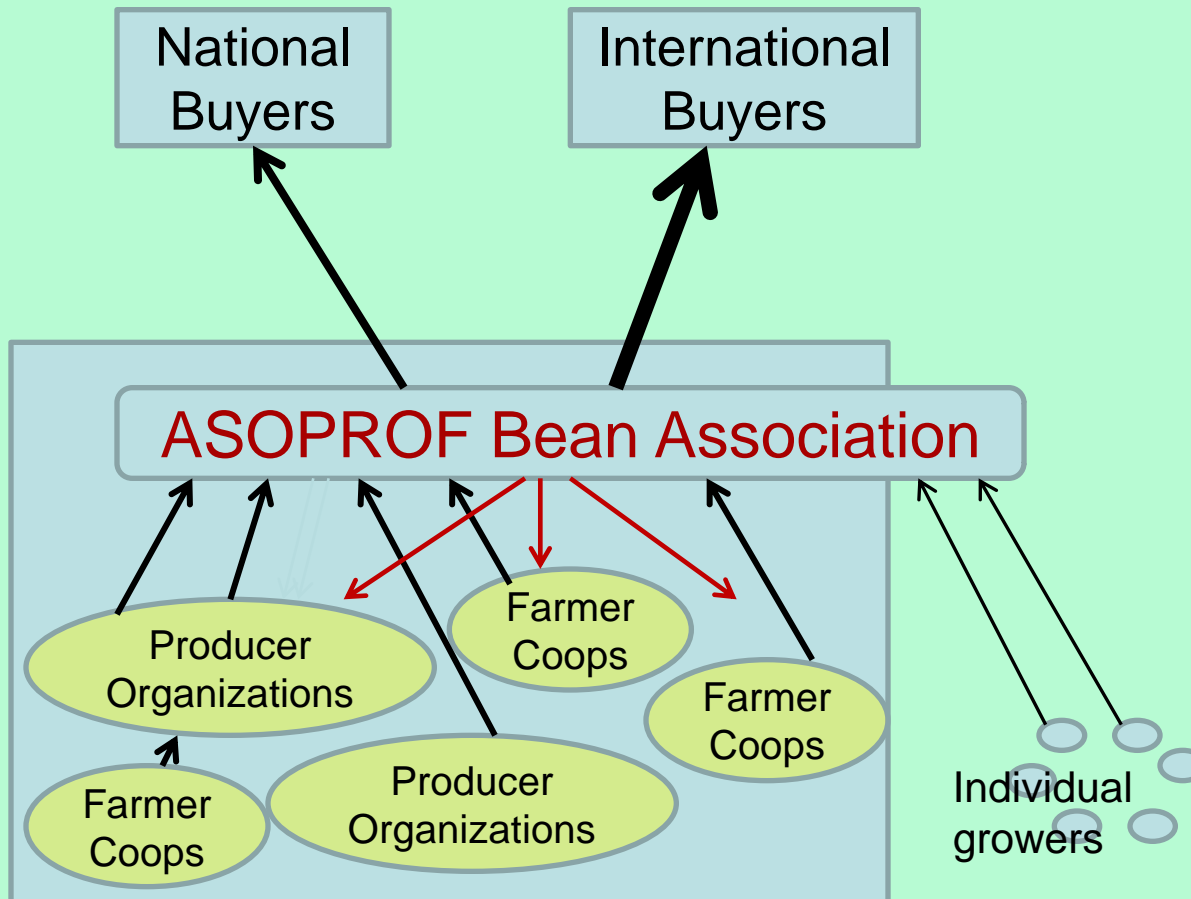 National
Buyers
International
Buyers
ASOPROF Bean Association
Farmer
Coops
Producer
Organizations
Farmer
Coops
Producer
Organizations
Farmer
Coops
Individual
growers